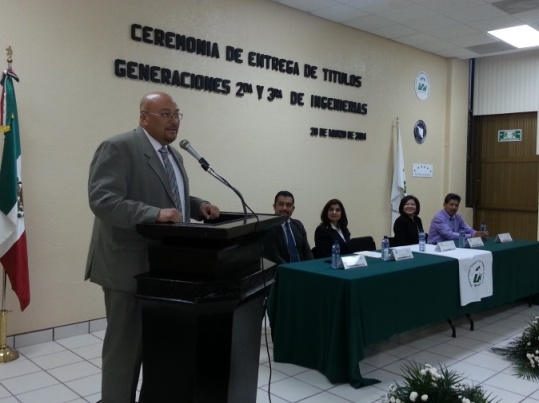 CEREMONIA DE ENTREGA DE TITULOS
GENERACIONES 2DA Y 3RA DE INGENIERIAS
20 DE MARZO DE 2014